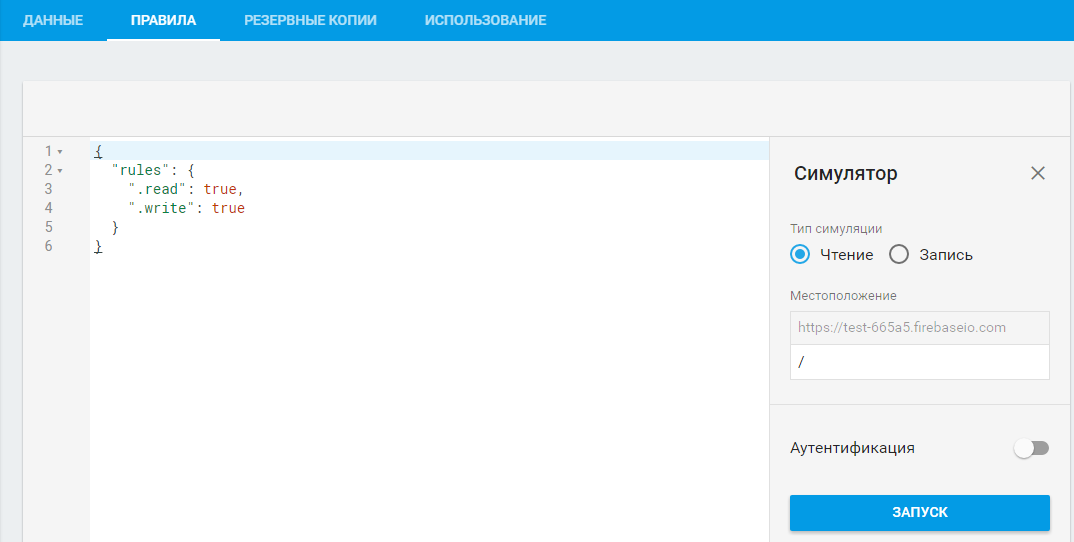 ДАННЫЕ ПРАВИЛА РЕЗЕРВНЫЕ КОПИИ ИСПОЛЬЗОВАНИЕ
1 {
2 "rules": {
3 ".read": true,
4 ".write": true
5 }
6 }
Симулятор
Тип симуляции
Чтение Запись
Местоположение
https://test-665a5.firebaseio.com
/
Аутентификация
ЗАПУСК